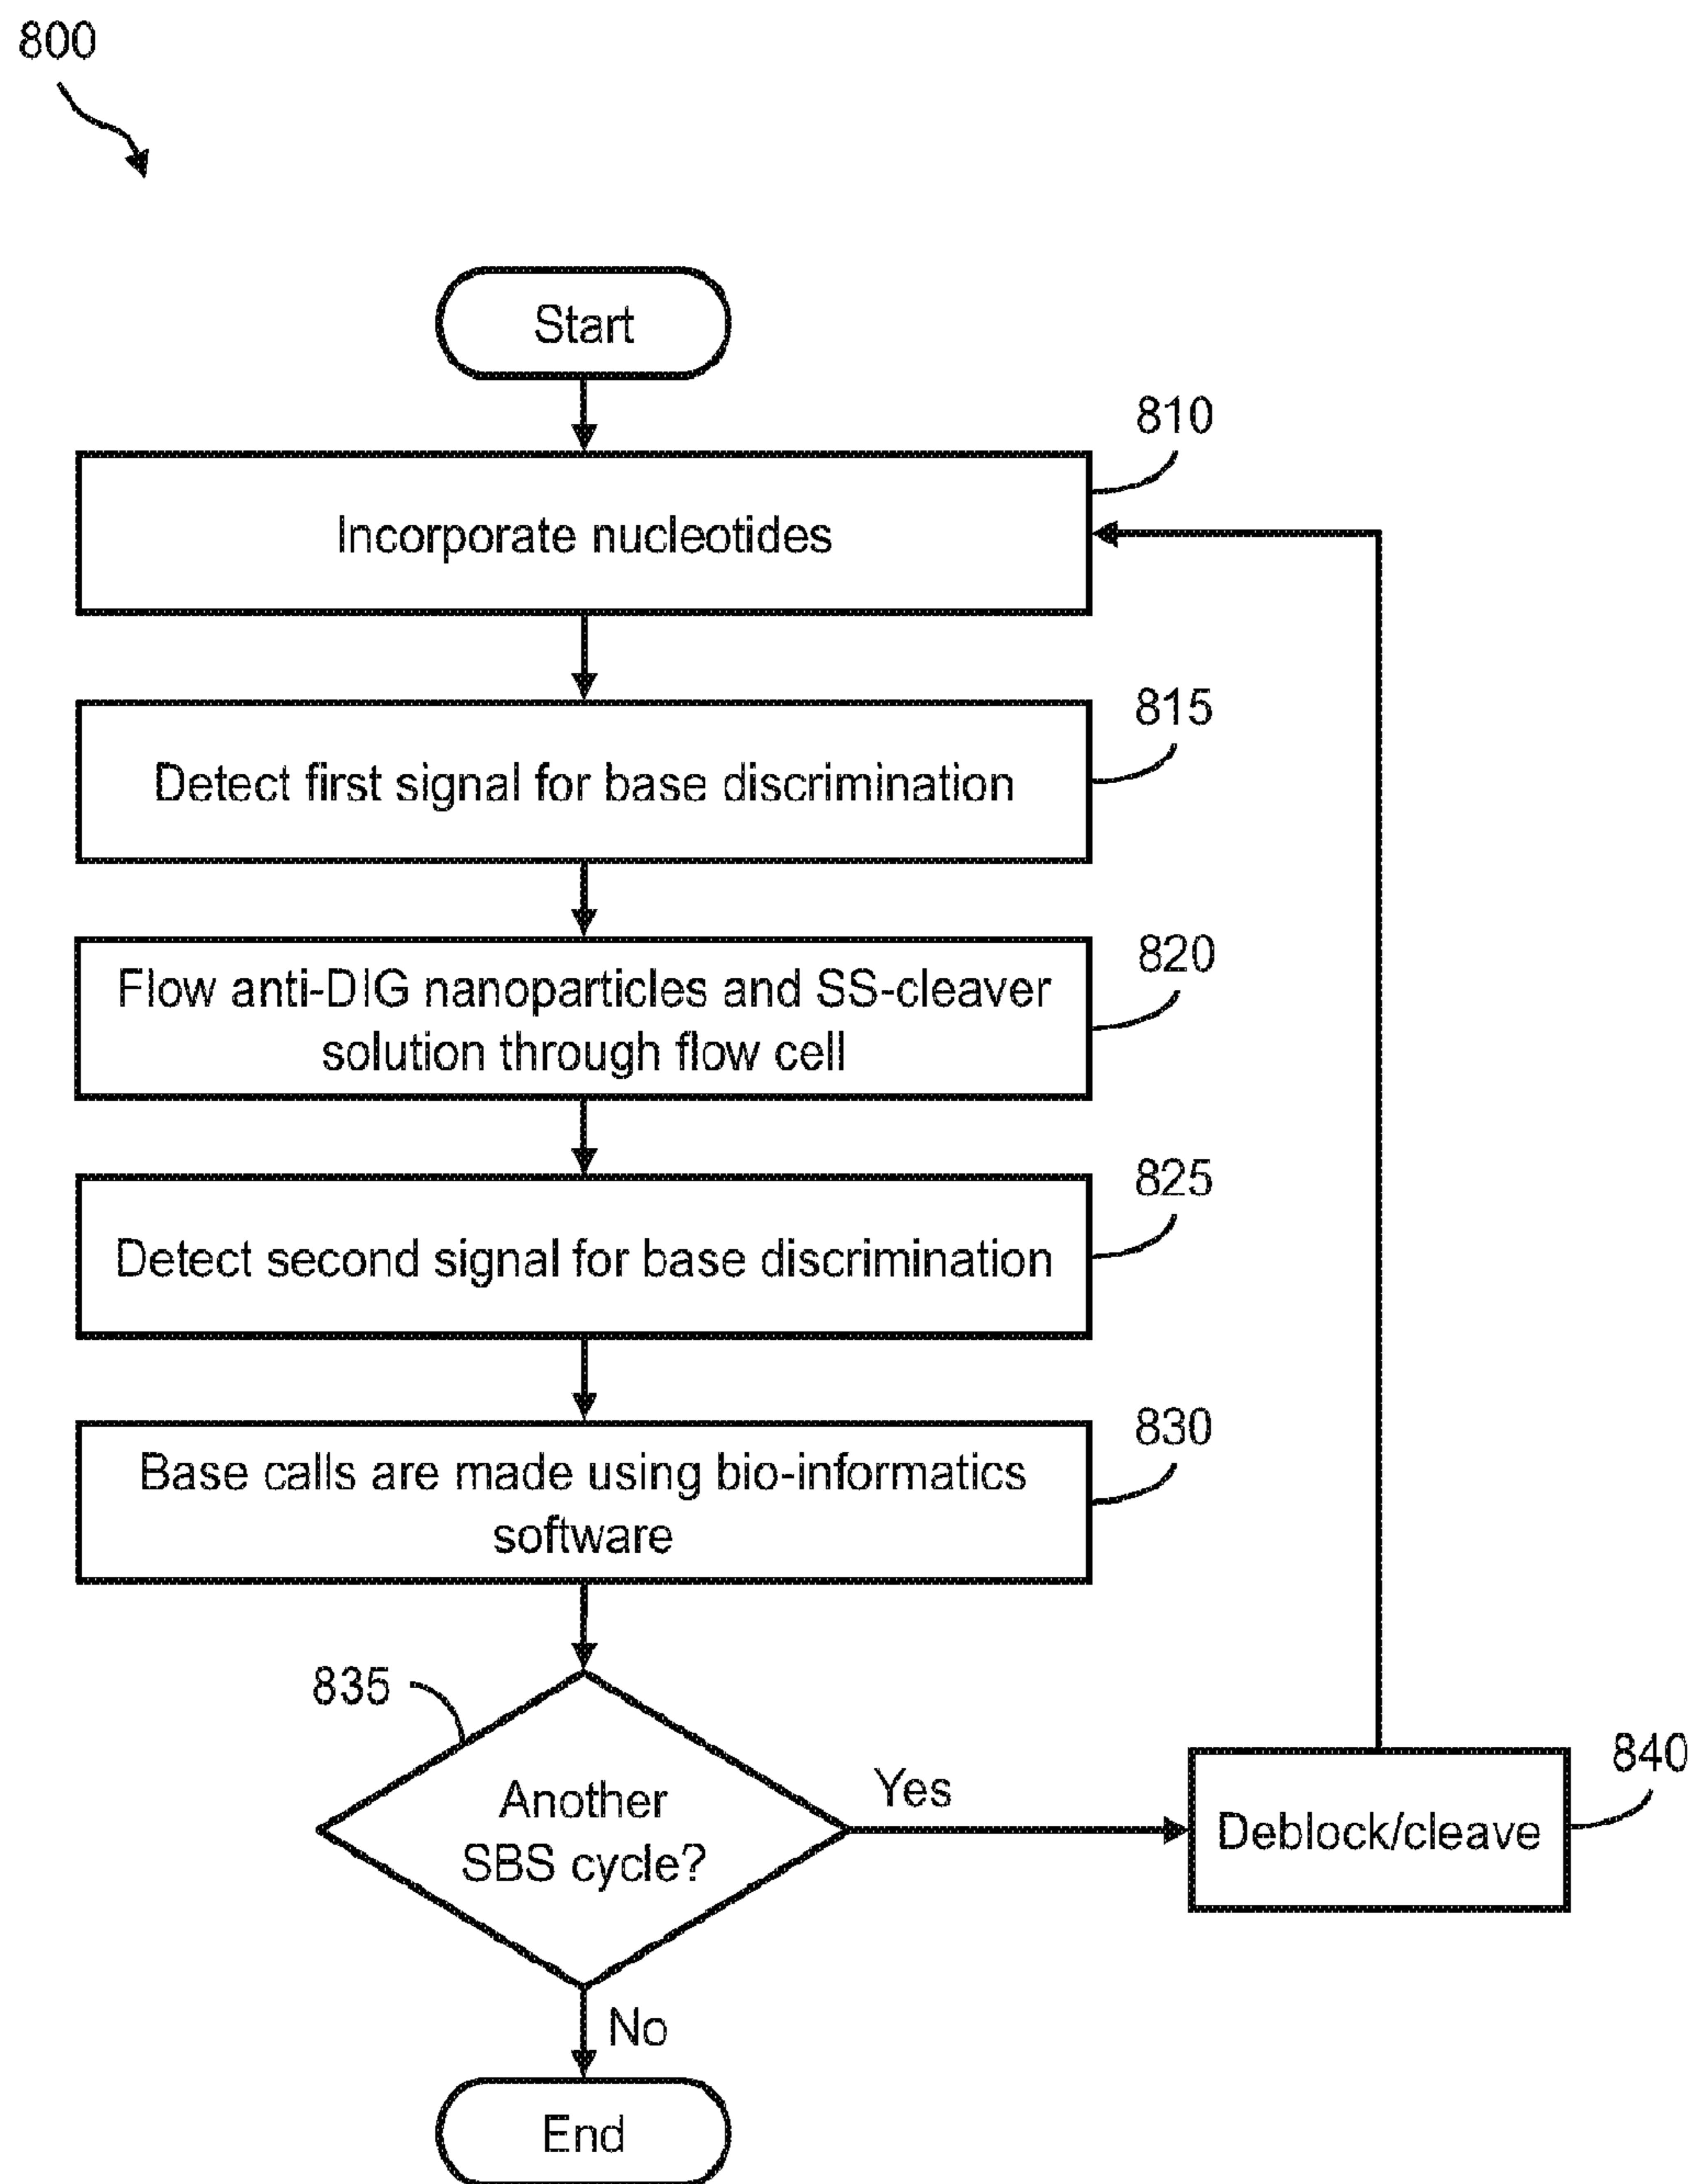 800
Start
810
Incorporate nucleotides
815
Detect first signal for base discrimination
820
Flow anti-DIG nanoparticles and SS-cleaver
solution through flow cell
825
Detect second signal for base discrimination
830
Base calls are made using bio-informatics
software
835
Another
SBS cycle?
Yes
840
Deblock/cleave
No
End